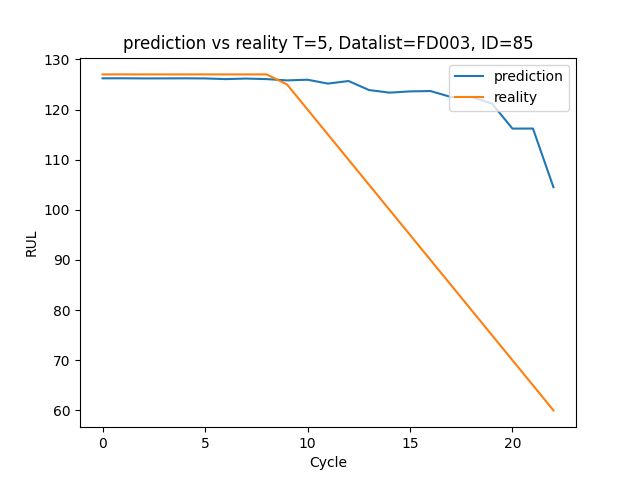 prediction vs reality T=5, Datalist=FD003, ID=85
prediction
reality
RUL
130
120
110
100
90
80
70
60
0 5 10 15 20
Cycle